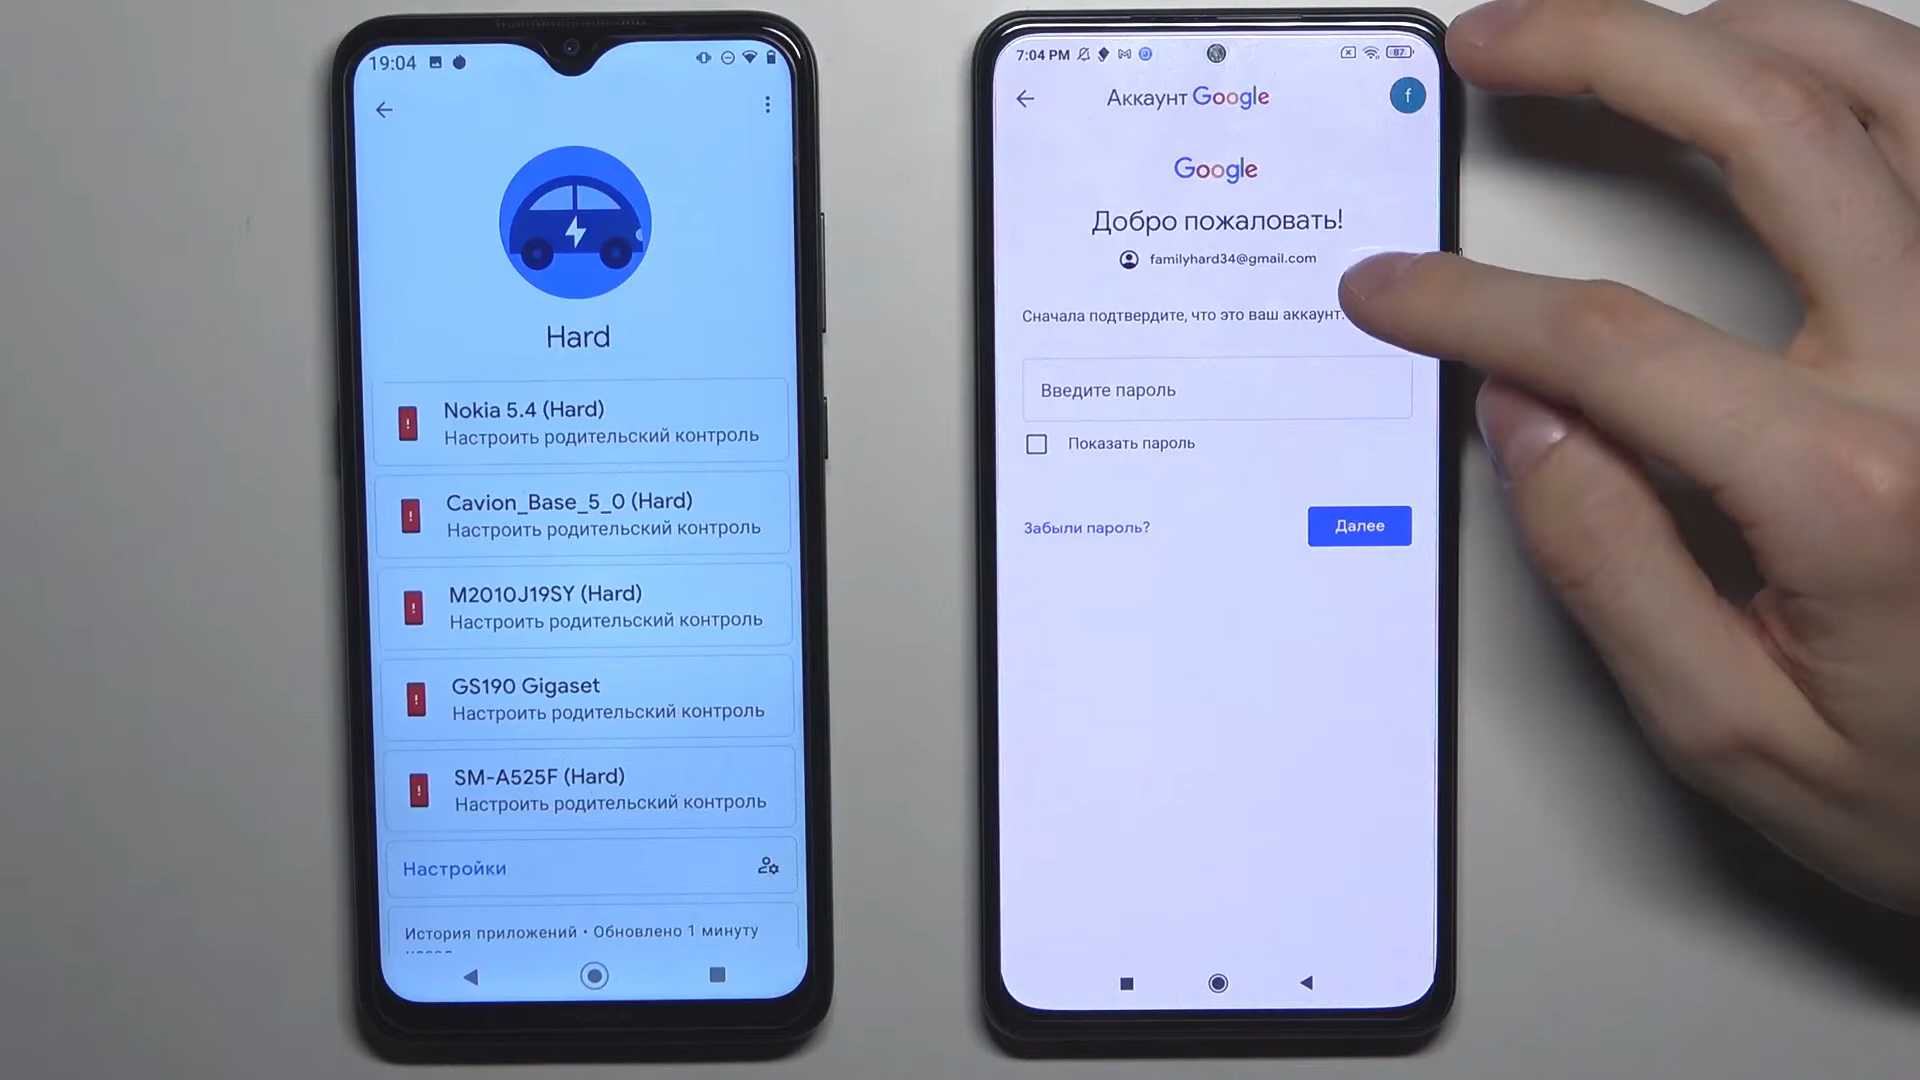 19:04
Hard
Nokia 5.4 (Hard)
Настроить родительский контроль
Cavion_Base_5_0 (Hard)
Настроить родительский контроль
M2010J19SY (Hard)
Настроить родительский контроль
GS190 Gigaset
Настроить родительский контроль
SM-A525F (Hard)
Настроить родительский контроль
Настройки
История приложений • Обновлено 1 минуту
7:04 PM
87
Аккаунт Google
f
Google
Добро пожаловать!
familyhard34@gmail.com
Сначала подтвердите, что это ваш аккаунт.
Введите пароль
Показать пароль
Забыли пароль?
Далее